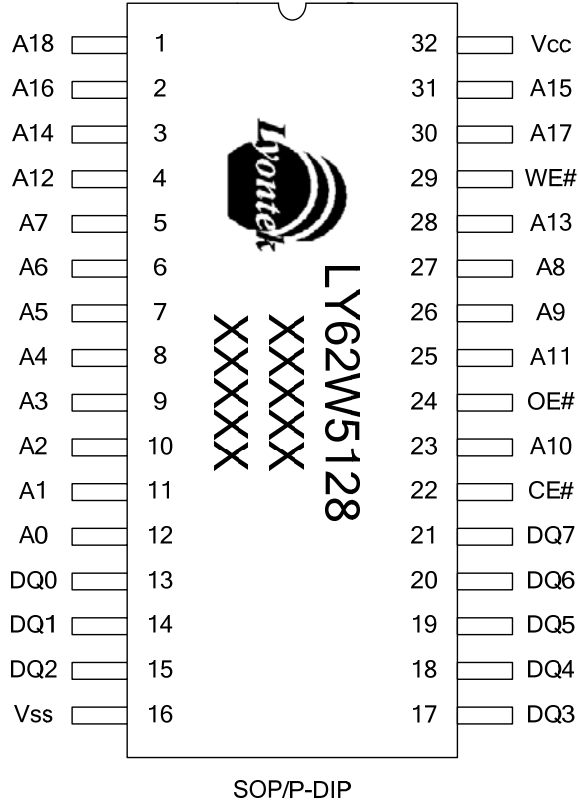 A18 1 32 Vcc
A16 2 31 A15
A14 3 30 A17
A12 4 29 WE#
A7 5 28 A13
A6 6 27 A8
A5 7 26 A9
A4 8 25 A11
A3 9 24 OE#
A2 10 23 A10
A1 11 22 CE#
A0 12 21 DQ7
DQ0 13 20 DQ6
DQ1 14 19 DQ5
DQ2 15 18 DQ4
Vss 16 17 DQ3
Lyontek
LY62W5128
XXXXX
XXXXX
SOP/P-DIP